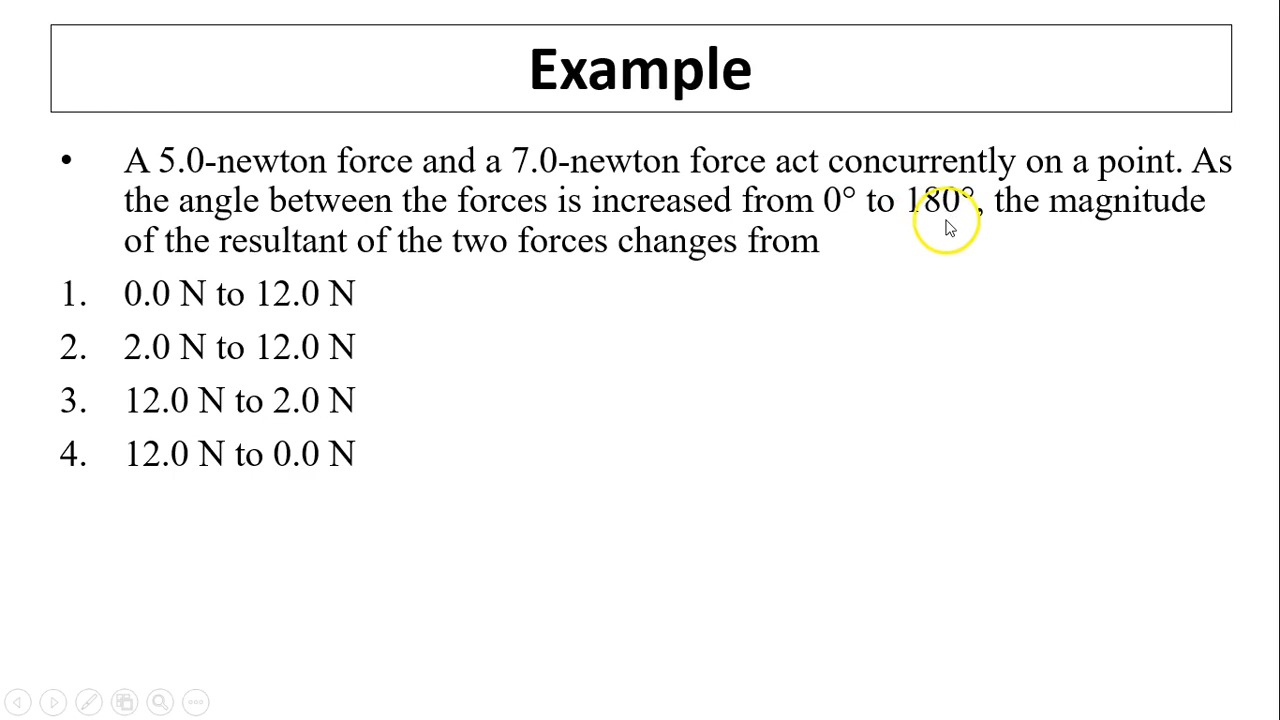 Example
• A 5.0-newton force and a 7.0-newton force act concurrently on a point. As
the angle between the forces is increased from 0° to 180°, the magnitude
of the resultant of the two forces changes from
1. 0.0 N to 12.0 N
2. 2.0 N to 12.0 N
3. 12.0 N to 2.0 N
4. 12.0 N to 0.0 N